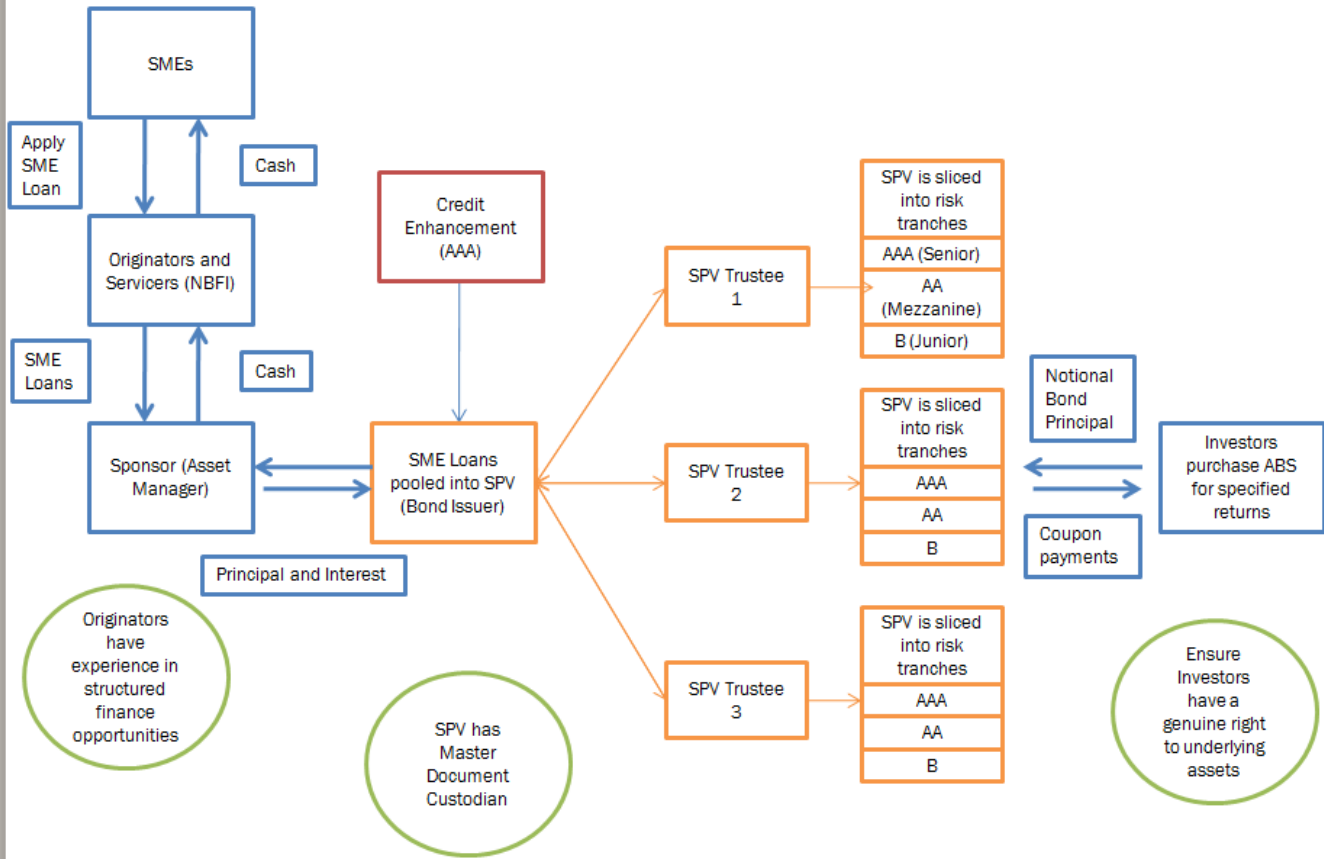 SMEs
Apply
SME
Loan
Cash
Originators and
Servicers (NBFI)
SME
Loans
Cash
Sponsor (Asset
Manager)
Principal and Interest
Originators
have
experience in
structured
finance
opportunities
Credit
Enhancement
(AAA)
SME Loans
pooled into SPV
(Bond Issuer)
SPV has
Master
Document
Custodian
SPV Trustee
1
SPV is sliced
into risk
tranches
AAA (Senior)
AA
(Mezzanine)
B (Junior)
SPV Trustee
2
SPV is sliced
into risk
tranches
AAA
AA
B
SPV Trustee
3
SPV is sliced
into risk
tranches
AAA
AA
B
Notional
Bond
Principal
Coupon
payments
Investors
purchase ABS
for specified
returns
Ensure
Investors
have a
genuine right
to underlying
assets